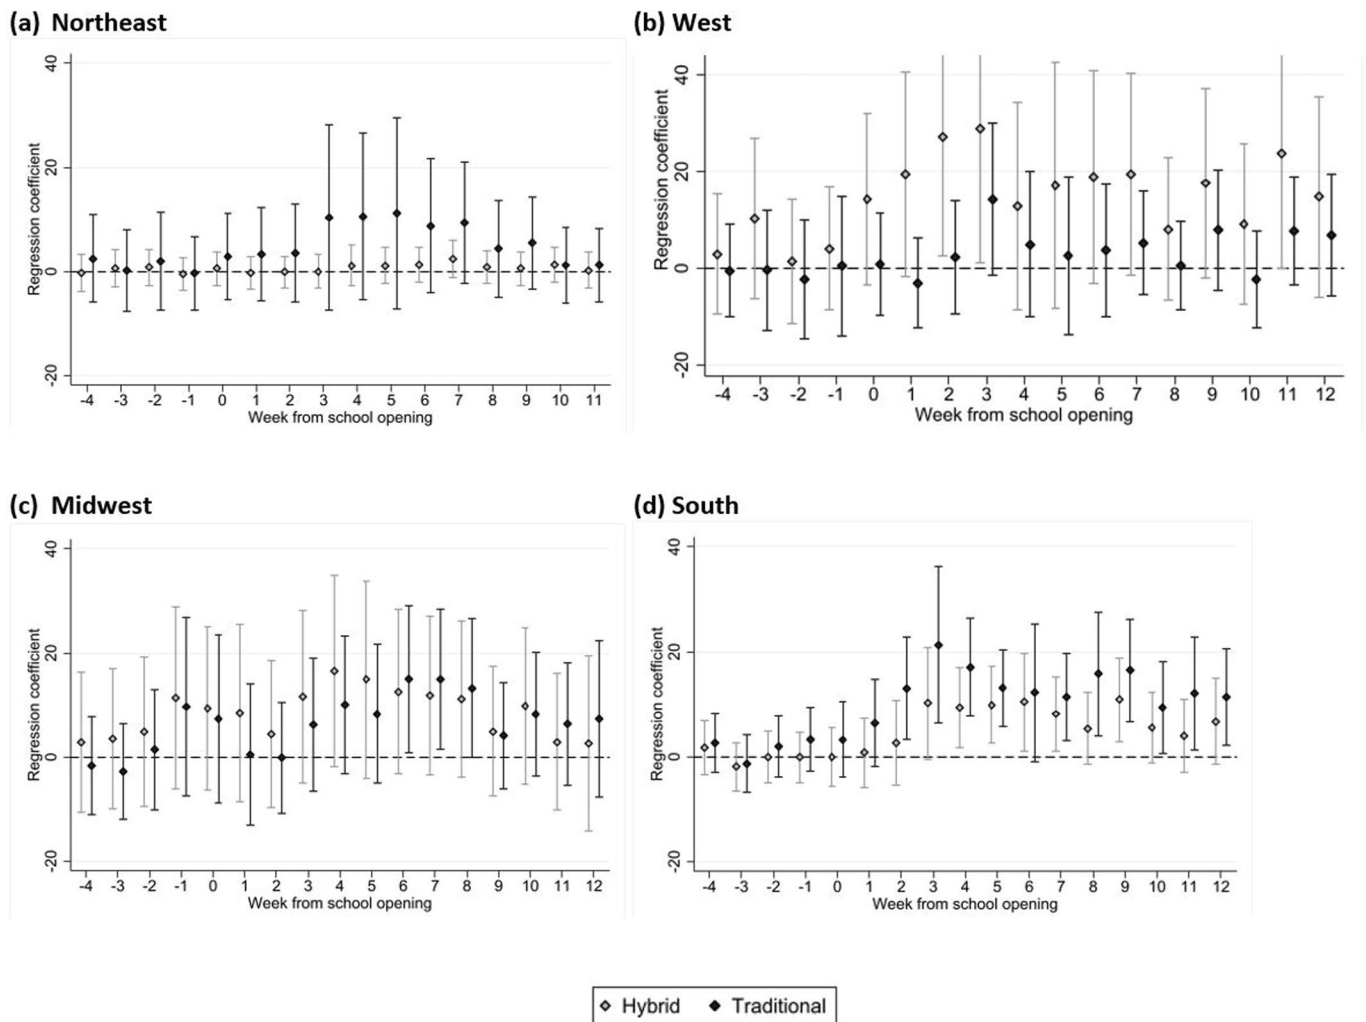 (a) Northeast
40
20
0
-20
Regression coefficient
-4 -3 -2 -1 0 1 2 3 4 5 6 7 8 9 10 11
Week from school opening
(b) West
40
20
0
-20
Regression coefficient
-4 -3 -2 -1 0 1 2 3 4 5 6 7 8 9 10 11 12
Week from school opening
(c) Midwest
40
20
0
-20
Regression coefficient
-4 -3 -2 -1 0 1 2 3 4 5 6 7 8 9 10 11 12
Week from school opening
(d) South
40
20
0
-20
Regression coefficient
-4 -3 -2 -1 0 1 2 3 4 5 6 7 8 9 10 11 12
Week from school opening
Hybrid Traditional